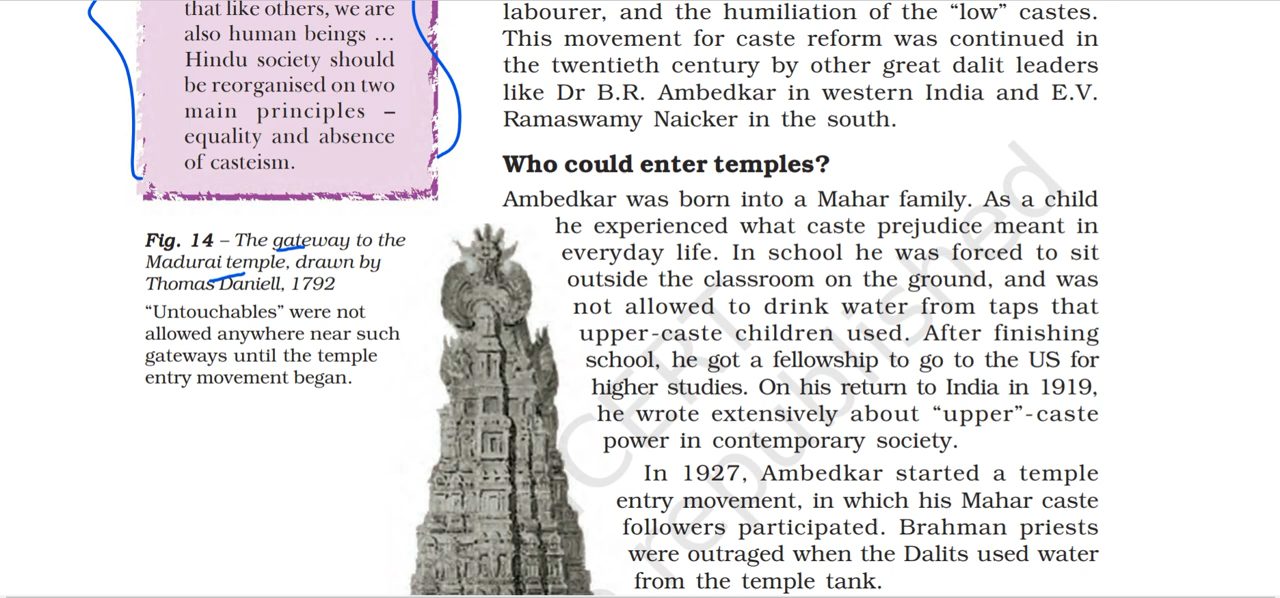 that like others, we are
also human beings ...
Hindu society should
be reorganised on two
main principles –
equality and absence
of casteism.
Fig. 14 – The gateway to the
Madurai temple, drawn by
Thomas Daniell, 1792
“Untouchables” were not
allowed anywhere near such
gateways until the temple
entry movement began.
labourer, and the humiliation of the “low” castes.
This movement for caste reform was continued in
the twentieth century by other great dalit leaders
like Dr B.R. Ambedkar in western India and E.V.
Ramaswamy Naicker in the south.
Who could enter temples?
Ambedkar was born into a Mahar family. As a child
he experienced what caste prejudice meant in
everyday life. In school he was forced to sit
outside the classroom on the ground, and was
not allowed to drink water from taps that
upper-caste children used. After finishing
school, he got a fellowship to go to the US for
higher studies. On his return to India in 1919,
he wrote extensively about “upper”-caste
power in contemporary society.
In 1927, Ambedkar started a temple
entry movement, in which his Mahar caste
followers participated. Brahman priests
were outraged when the Dalits used water
from the temple tank.
NCERT
republished